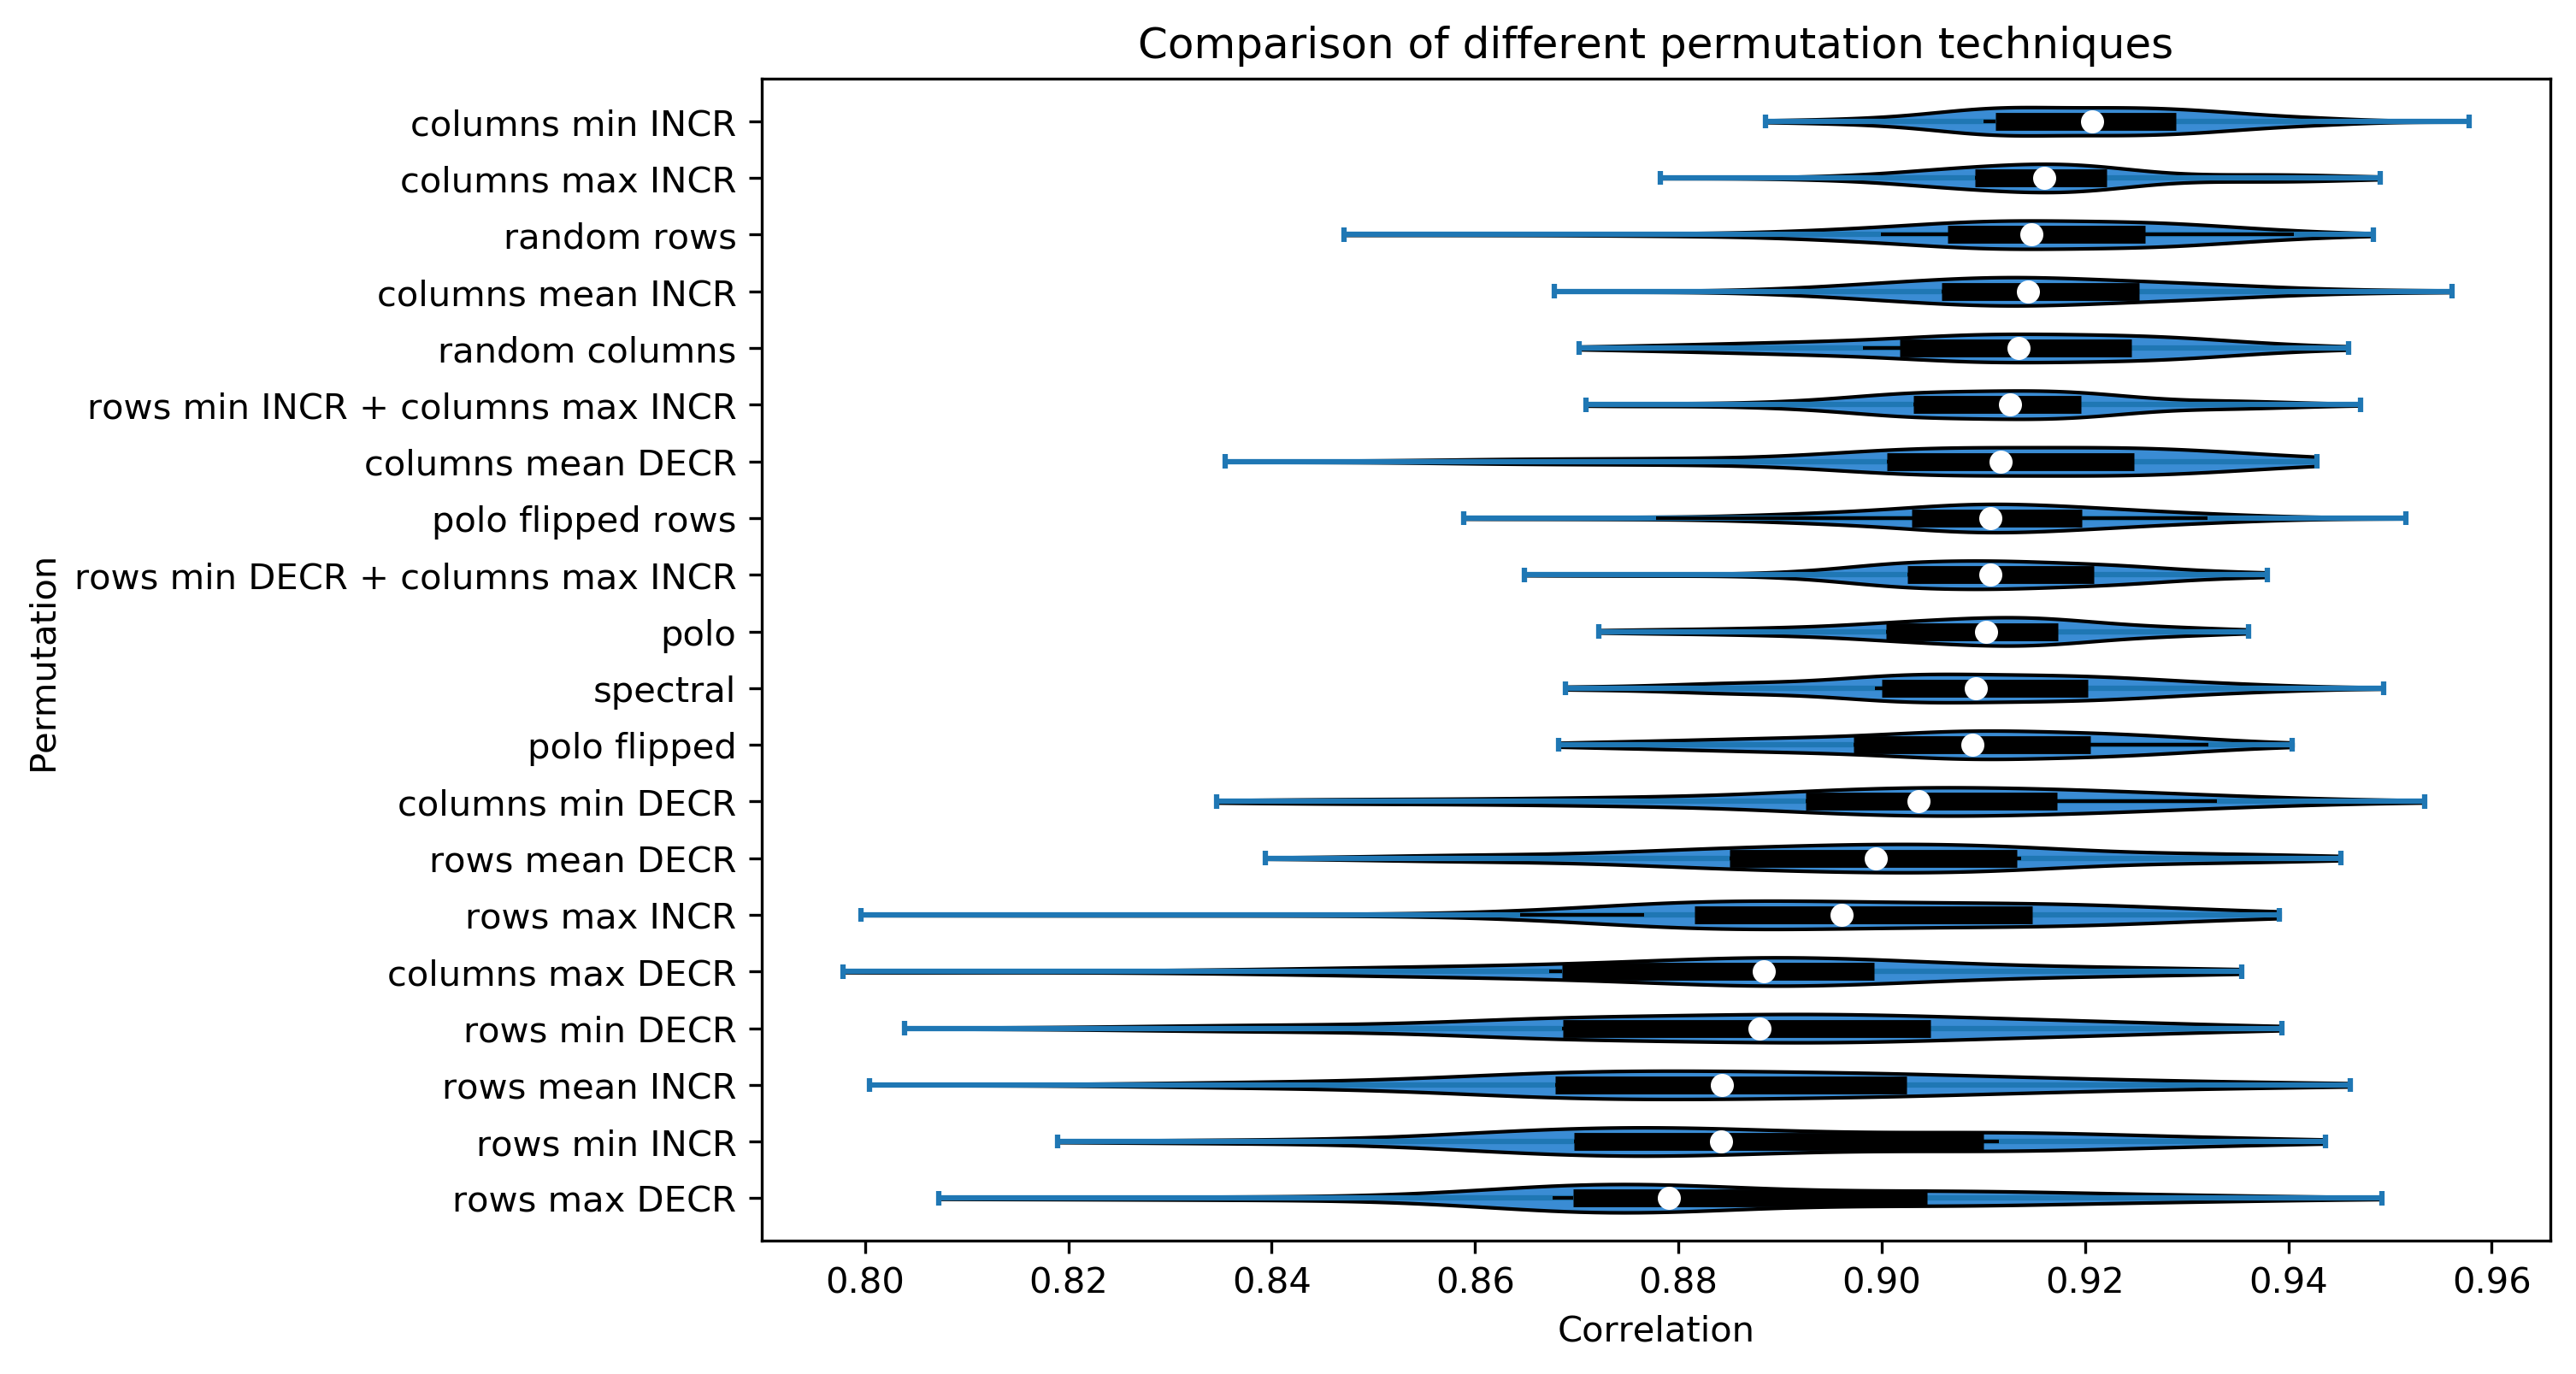 Comparison of different permutation techniques
columns min INCR
columns max INCR
random rows
columns mean INCR
random columns
rows min INCR + columns max INCR
columns mean DECR
polo flipped rows
rows min DECR + columns max INCR
polo
spectral
polo flipped
columns min DECR
rows mean DECR
rows max INCR
columns max DECR
rows min DECR
rows mean INCR
rows min INCR
rows max DECR
Permutation
0.80 0.82 0.84 0.86 0.88 0.90 0.92 0.94 0.96
Correlation